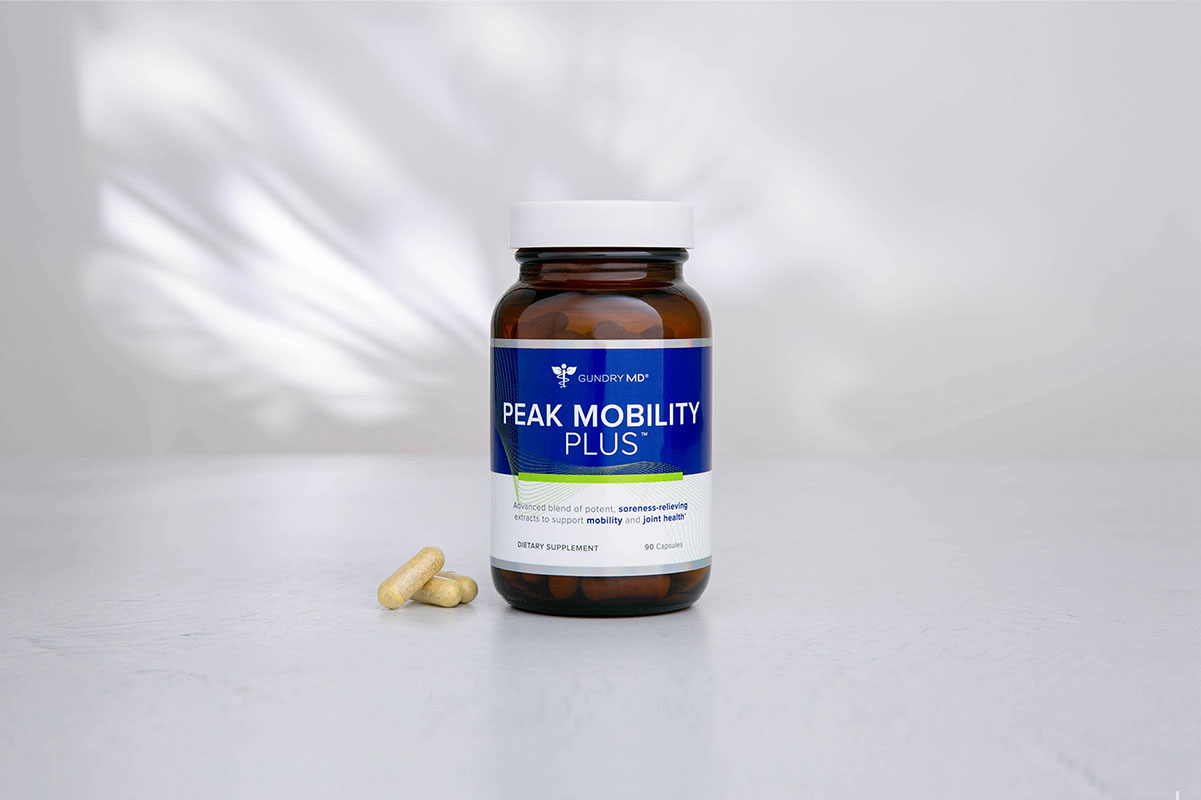 GUNDRY MD®
PEAK MOBILITY
PLUS™
Advanced blend of potent, soreness-relieving
extracts to support mobility and joint health*
DIETARY SUPPLEMENT 90 Capsules